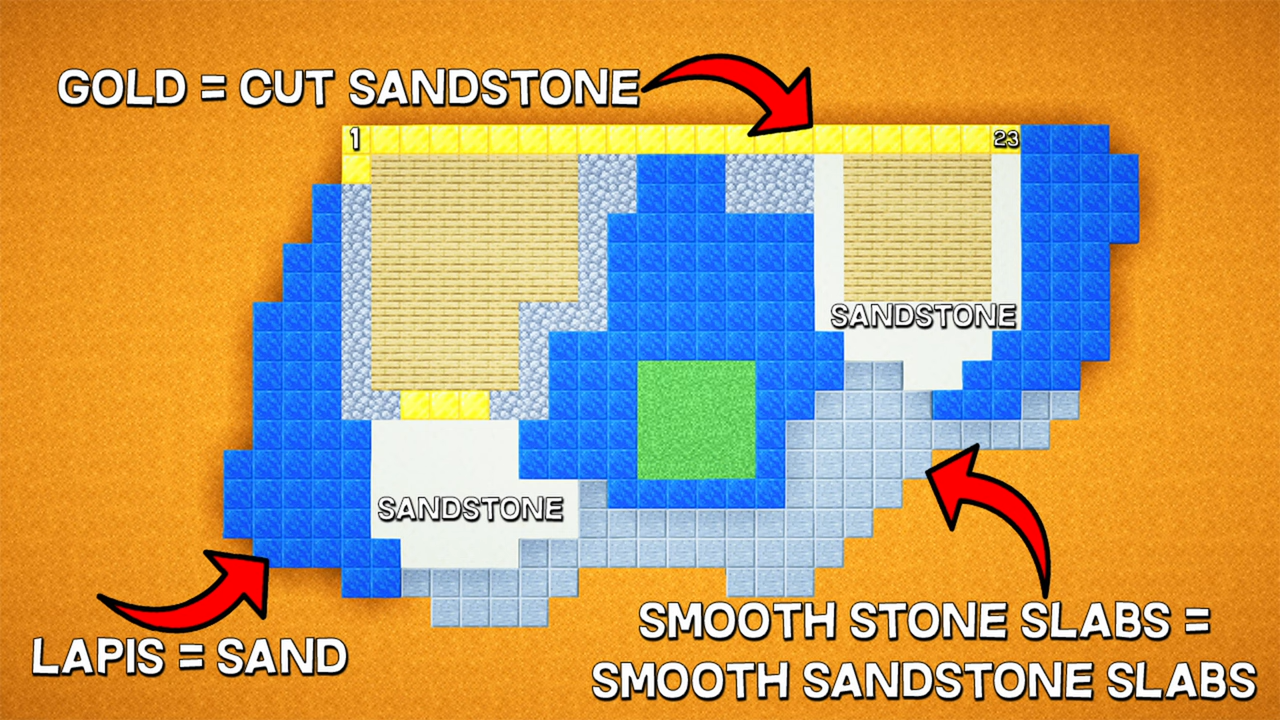 GOLD = CUT SANDSTONE
1
23
SANDSTONE
SANDSTONE
LAPIS = SAND
SMOOTH STONE SLABS =
SMOOTH SANDSTONE SLABS